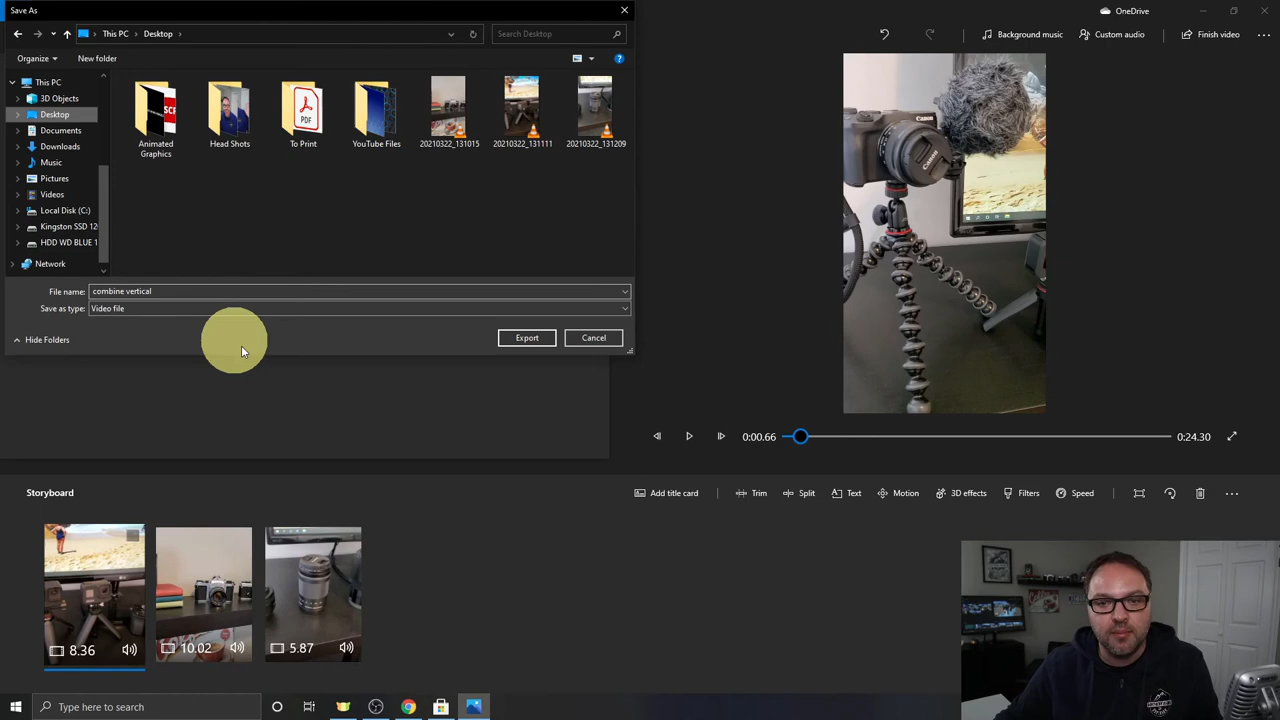 Save As
OneDrive
This PC
Desktop
Search Desktop
Background music
Custom audio
Finish video
Organize
New folder
This PC
3D Objects
Desktop
Documents
Downloads
Music
Pictures
Videos
Local Disk (C:)
Kingston SSD 12
HDD WD BLUE 1
Network
Animated
Graphics
Head Shots
To Print
PDF
YouTube Files
20210322_131015
20210322_131111
20210322_131209
Canon
File name:
combine vertical
Save as type:
Video file
Hide Folders
Export
Cancel
0:00.66
0:24.30
Storyboard
Add title card
Trim
Split
Text
Motion
3D effects
Filters
Speed
8.36
10.02
5.87
Type here to search